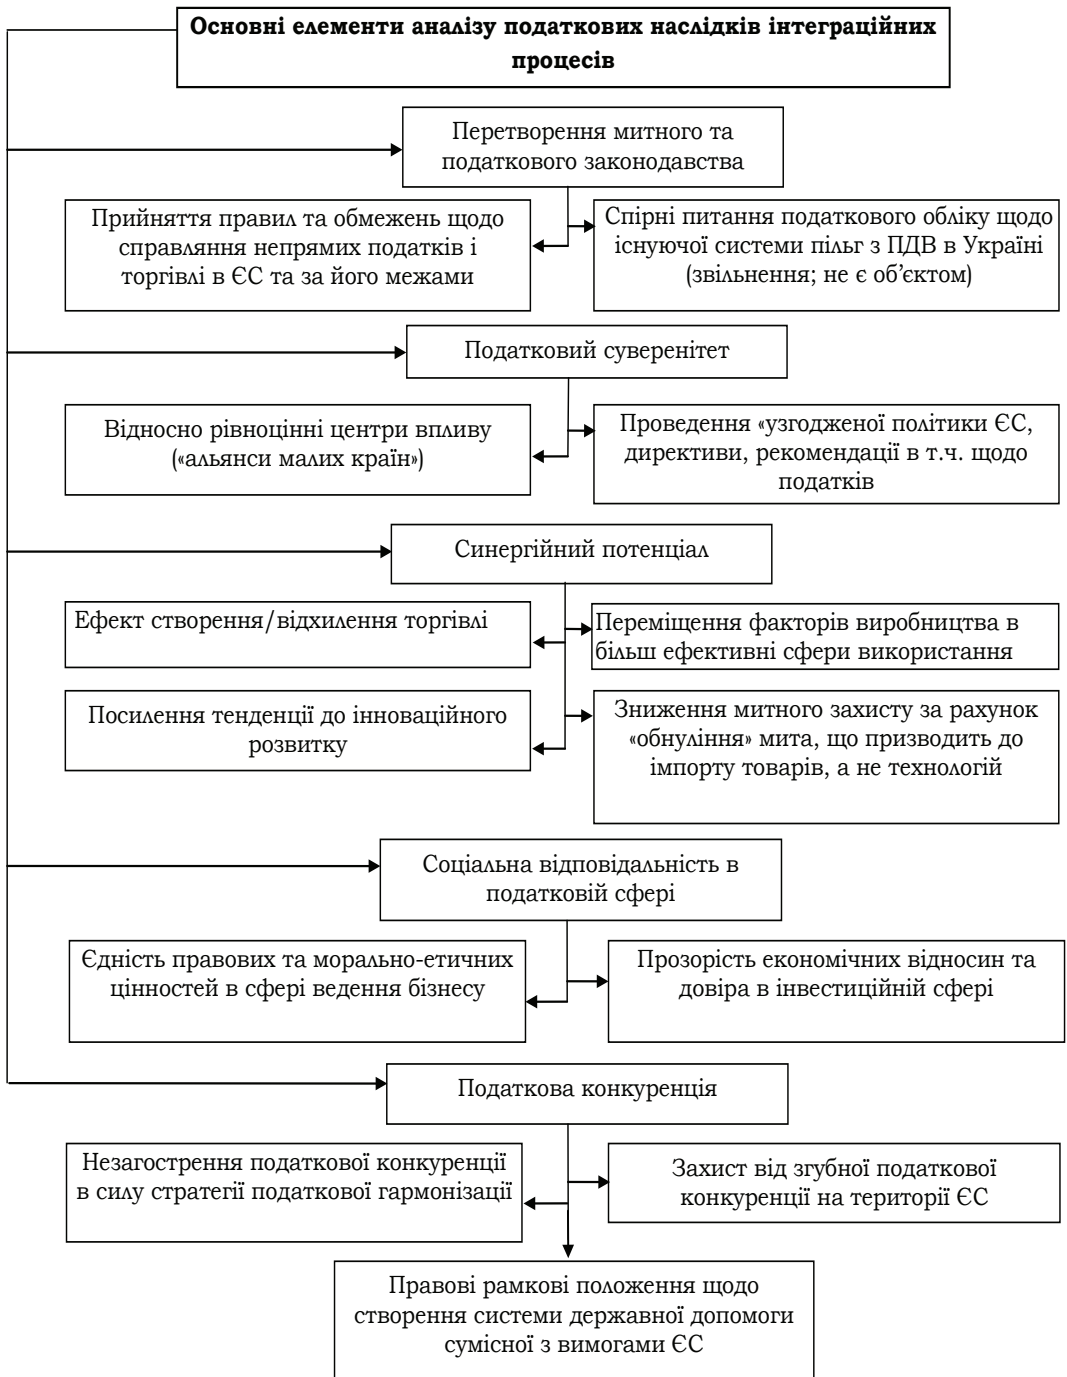 Основні елементи аналізу податкових наслідків інтеграційних
процесів
Перетворення митного та
податкового законодавства
Прийняття правил та обмежень щодо
справляння непрямих податків і
торгівлі в ЄС та за його межами
Спірні питання податкового обліку щодо
існуючої системи пільг з ПДВ в Україні
(звільнення; не є об’єктом)
Податковий суверенітет
Відносно рівноцінні центри впливу
(«альянси малих країн»)
Проведення «узгодженої політики ЄС,
директиви, рекомендації в т.ч. щодо
податків
Синергійний потенціал
Ефект створення/відхилення торгівлі
Переміщення факторів виробництва в
більш ефективні сфери використання
Посилення тенденції до інноваційного
розвитку
Зниження митного захисту за рахунок
«обнуління» мита, що призводить до
імпорту товарів, а не технологій
Соціальна відповідальність в
податковій сфері
Єдність правових та морально-етичних
цінностей в сфері ведення бізнесу
Прозорість економічних відносин та
довіра в інвестиційній сфері
Податкова конкуренція
Незагострення податкової конкуренції
в силу стратегії податкової гармонізації
Захист від згубної податкової
конкуренції на території ЄС
Правові рамкові положення щодо
створення системи державної допомоги
сумісної з вимогами ЄС